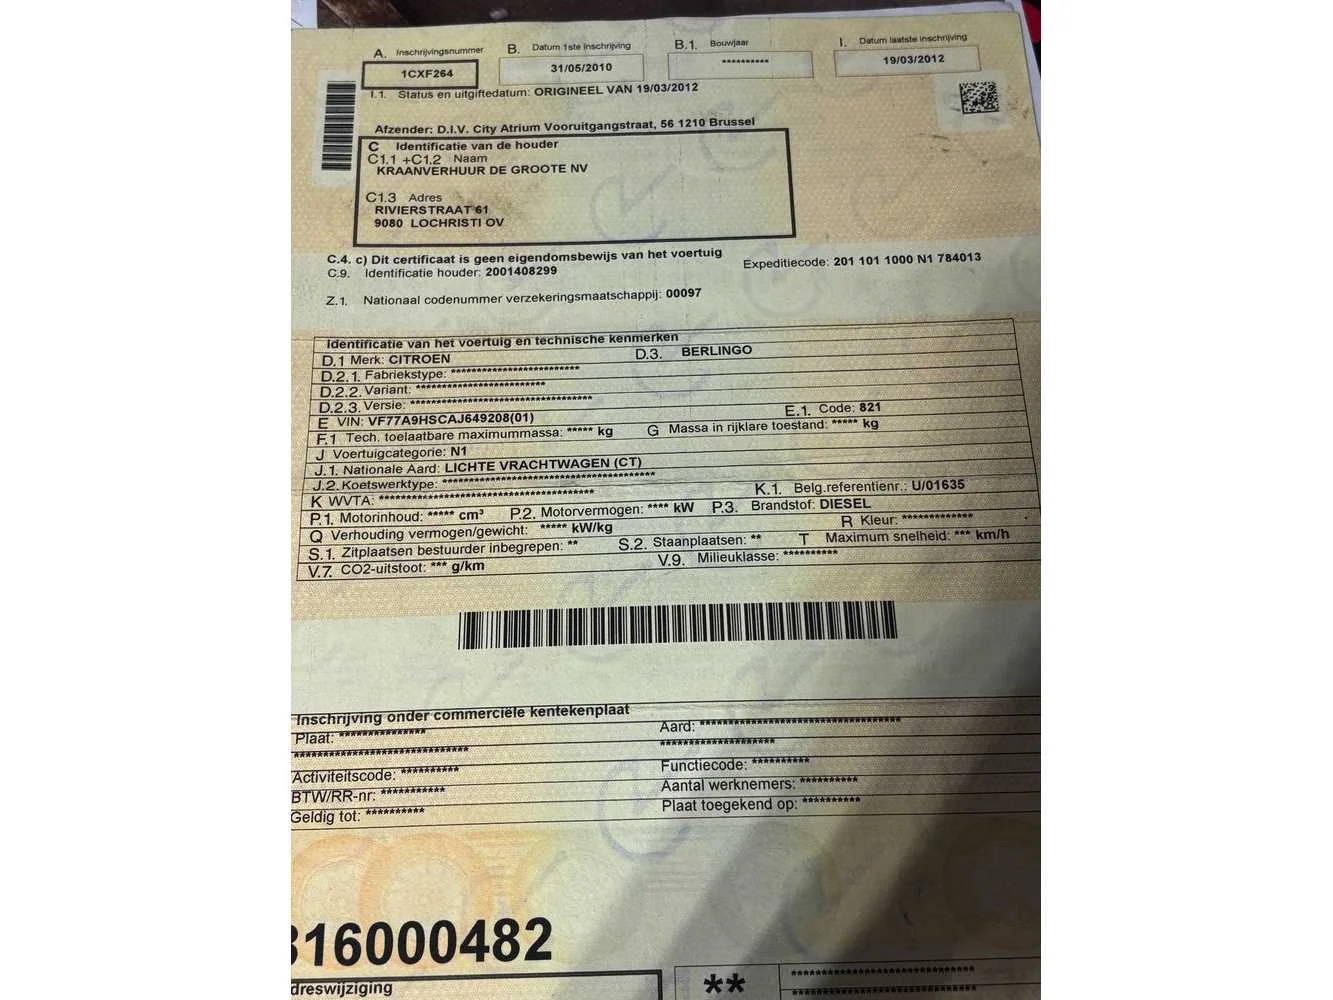 A. Inschrijvingsnummer B. Datum 1ste inschrijving B.1. Bouwjaar I. Datum laatste inschrijving
1CXF264 31/05/2010 ********** 19/03/2012
I.1. Status en uitgiftedatum: ORIGINEEL VAN 19/03/2012
Afzender: D.I.V. City Atrium Vooruitgangstraat, 56 1210 Brussel
C Identificatie van de houder
C1.1 +C1.2 Naam
KRAANVERHUUR DE GROOTE NV
C1.3 Adres
RIVIERSTRAAT 61
9080 LOCHRISTI OV
C.4. c) Dit certificaat is geen eigendomsbewijs van het voertuig
C.9. Identificatie houder: 2001408299 Expeditiecode: 201 101 1000 N1 784013
Z.1. Nationaal codenummer verzekeringsmaatschappij: 00097
Identificatie van het voertuig en technische kenmerken
D.1 Merk: CITROEN D.3. BERLINGO
D.2.1. Fabriekstype: *************************
D.2.2. Variant: *************************
D.2.3. Versie: ***********************************
E VIN: VF77A9HSCAJ649208(01) E.1. Code: 821
F.1 Tech. toelaatbare maximummassa: ***** kg G Massa in rijklare toestand: ***** kg
J Voertuigcategorie: N1
J.1. Nationale Aard: LICHTE VRACHTWAGEN (CT)
J.2. Koetswerktype: ****************************************
K WVTA: ****************************************** K.1. Belg.referentienr.: U/01635
P.1. Motorinhoud: ***** cm³ P.2. Motorvermogen: **** kW P.3. Brandstof: DIESEL
Q Verhouding vermogen/gewicht: ***** kW/kg R Kleur: *************
S.1. Zitplaatsen bestuurder inbegrepen: ** S.2. Staanplaatsen: ** T Maximum snelheid: *** km/h
V.7. CO2-uitstoot: *** g/km V.9. Milieuklasse: **********
Inschrijving onder commerciële kentekenplaat
Plaat: *************** Aard: ***********************************
****************************** ********************
Activiteitscode: ********** Functiecode: **********
BTW/RR-nr: *********** Aantal werknemers: **********
Geldig tot: ********** Plaat toegekend op: **********
316000482
dreswijziging ** ********************************
********************************